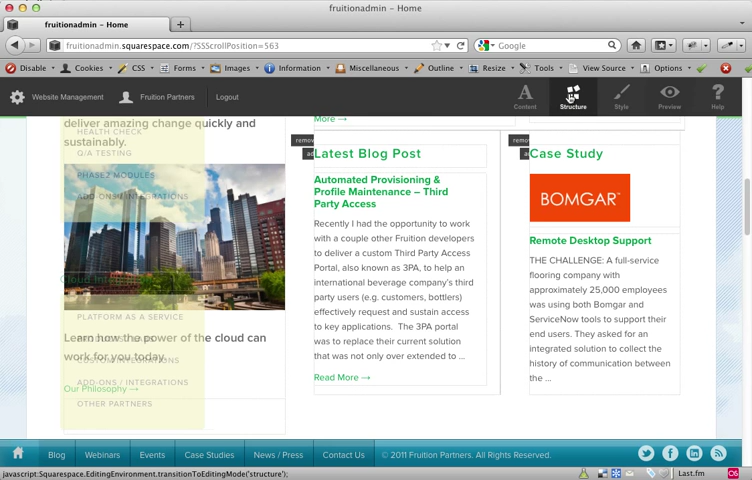 fruitionadmin – Home
fruitionadmin – Home
fruitionadmin.squarespace.com/?SSScrollPosition=563
Google
Disable Cookies CSS Forms Images Information Miscellaneous Outline Resize Tools View Source Options
Website Management Fruition Partners Logout
Content Structure Style Preview Help
deliver amazing change quickly and
sustainably.
HEALTH CHECK
Q/A TESTING
PHASE2 MODULES
ADD-ONS / INTEGRATIONS
Cloud Inte
PLATFORM AS A SERVICE
Learn how the power of the cloud can
work for you today.
CUSTOM INTEGRATIONS
ADD-ONS / INTEGRATIONS
Our Philosophy →
OTHER PARTNERS
More →
remov
ad
Latest Blog Post
Automated Provisioning &
Profile Maintenance – Third
Party Access
Recently I had the opportunity to work
with a couple other Fruition developers
to deliver a custom Third Party Access
Portal, also known as 3PA, to help an
international beverage company's third
party users (e.g. customers, bottlers)
effectively request and sustain access
to key applications. The 3PA portal
was to replace their current solution
that was not only over extended to ...
Read More →
remov
ad
Case Study
BOMGAR™
Remote Desktop Support
THE CHALLENGE: A full-service
flooring company with
approximately 25,000 employees
was using both Bomgar and
ServiceNow tools to support their
end users. They asked for an
integrated solution to collect the
history of communication between
the ...
Blog Webinars Events Case Studies News / Press Contact Us © 2011 Fruition Partners. All Rights Reserved.
javascript:Squarespace.EditingEnvironment.transitionToEditingMode('structure'); Last.fm